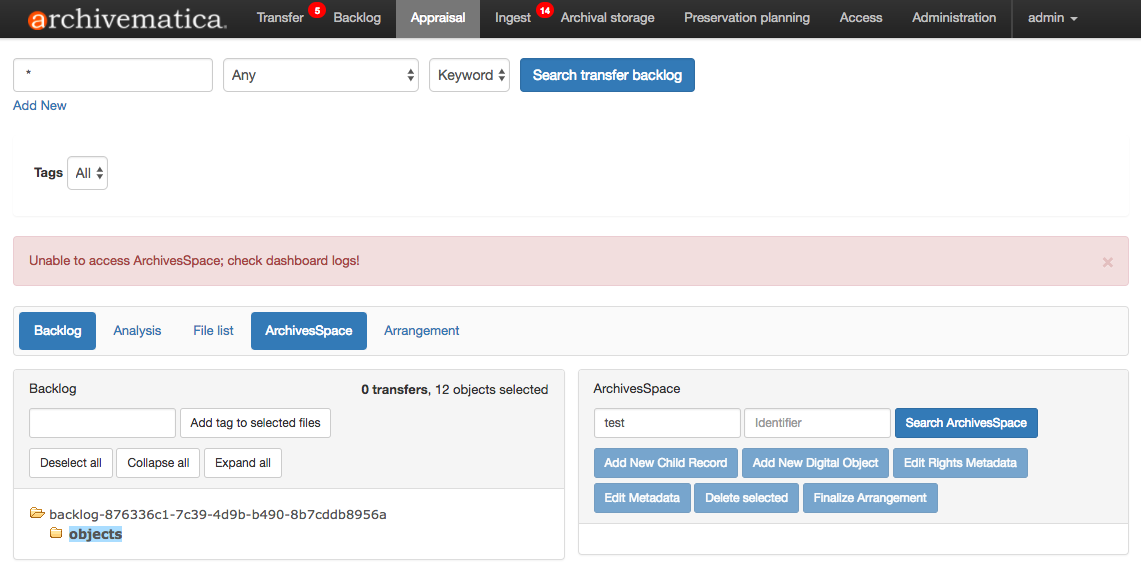 archivematica. Transfer 5 Backlog Appraisal Ingest 14 Archival storage Preservation planning Access Administration admin
* Any Keyword Search transfer backlog
Add New
Tags All
Unable to access ArchivesSpace; check dashboard logs! ×
Backlog Analysis File list ArchivesSpace Arrangement
Backlog 0 transfers, 12 objects selected
Add tag to selected files
Deselect all Collapse all Expand all
backlog-876336c1-7c39-4d9b-b490-8b7cddb8956a
objects
ArchivesSpace
test Identifier Search ArchivesSpace
Add New Child Record Add New Digital Object Edit Rights Metadata
Edit Metadata Delete selected Finalize Arrangement